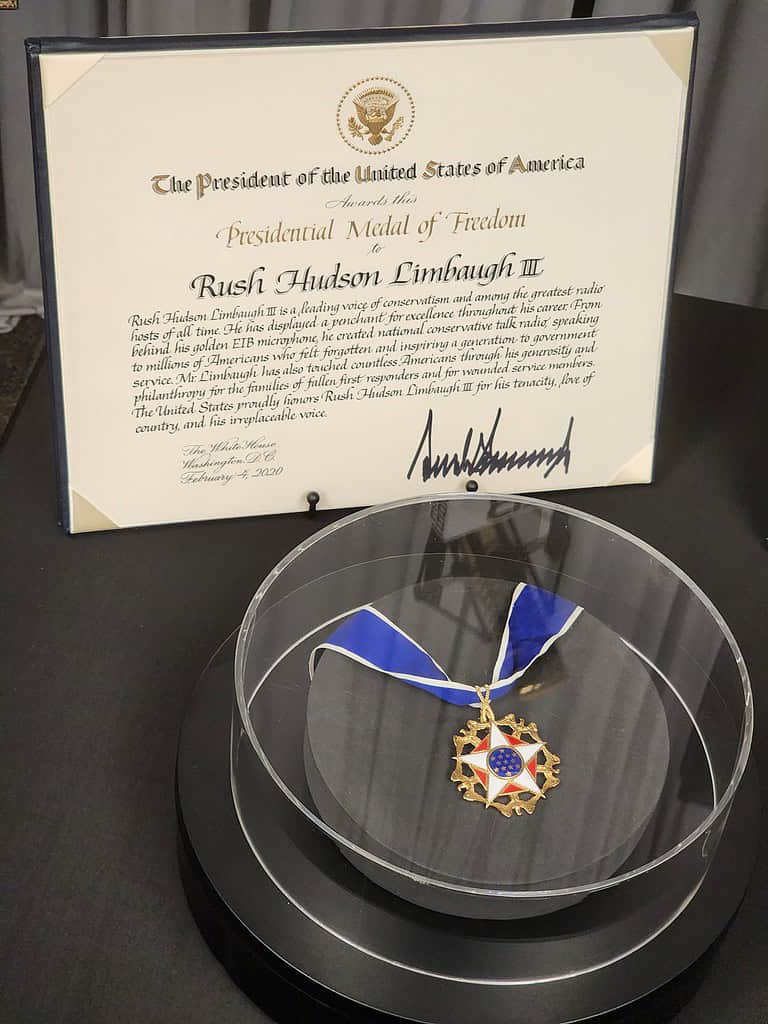 The President of the United States of America
Awards this
Presidential Medal of Freedom
to
Rush Hudson Limbaugh III
Rush Hudson Limbaugh III is a leading voice of conservatism and among the greatest radio
hosts of all time. He has displayed a penchant for excellence throughout his career. From
behind his golden EIB microphone, he created national conservative talk radio, speaking
to millions of Americans who felt forgotten and inspiring a generation to government
service. Mr. Limbaugh has also touched countless Americans through his generosity and
philanthropy for the families of fallen first responders and for wounded service members.
The United States proudly honors Rush Hudson Limbaugh III for his tenacity, love of
country, and his irreplaceable voice.
The White House
Washington, D.C.
February 4, 2020